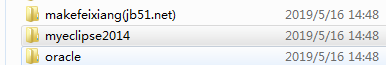 makefeixiang(jb51.net) 2019/5/16 14:48
myeclipse2014 2019/5/16 14:48
oracle 2019/5/16 14:48